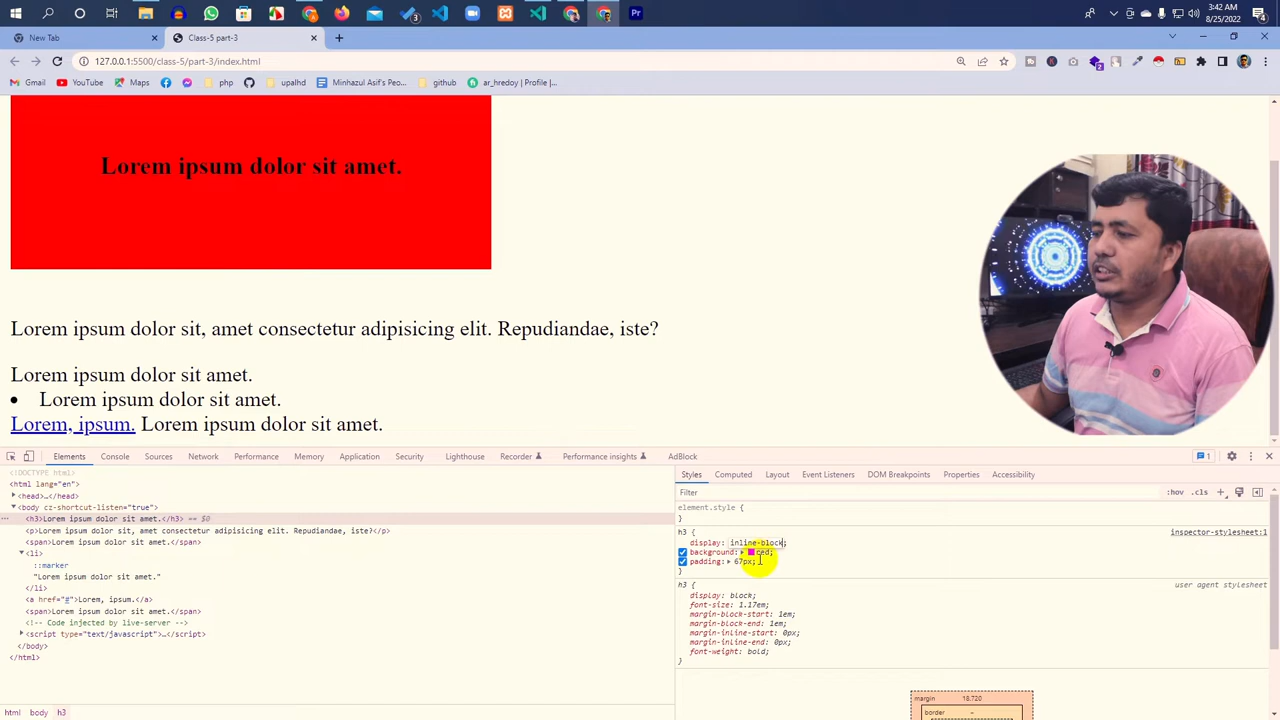 3:42 AM
8/25/2022
New Tab
Class-5 part-3
127.0.0.1:5500/class-5/part-3/index.html
Gmail YouTube Maps php upalhd Minhazul Asif's Peo... github ar_hredoy | Profile |...
Lorem ipsum dolor sit amet.
Lorem ipsum dolor sit, amet consectetur adipisicing elit. Repudiandae, iste?
Lorem ipsum dolor sit amet.
Lorem ipsum dolor sit amet.
Lorem, ipsum. Lorem ipsum dolor sit amet.
Elements Console Sources Network Performance Memory Application Security Lighthouse Recorder Performance insights AdBlock 1
<!DOCTYPE html>
<html lang="en">
<head>…</head>
<body cz-shortcut-listen="true">
<h3>Lorem ipsum dolor sit amet.</h3> == $0
<p>Lorem ipsum dolor sit, amet consectetur adipisicing elit. Repudiandae, iste?</p>
<span>Lorem ipsum dolor sit amet.</span>
<li>
::marker
"Lorem ipsum dolor sit amet."
</li>
<a href="#">Lorem, ipsum.</a>
<span>Lorem ipsum dolor sit amet.</span>
<!-- Code injected by live-server -->
<script type="text/javascript">…</script>
</body>
</html>
html body h3
Styles Computed Layout Event Listeners DOM Breakpoints Properties Accessibility
Filter :hov .cls
element.style {
}
h3 { inspector-stylesheet:1
display: inline-block;
background: red;
padding: 67px;
}
h3 { user agent stylesheet
display: block;
font-size: 1.17em;
margin-block-start: 1em;
margin-block-end: 1em;
margin-inline-start: 0px;
margin-inline-end: 0px;
font-weight: bold;
}
margin 18.720
border -